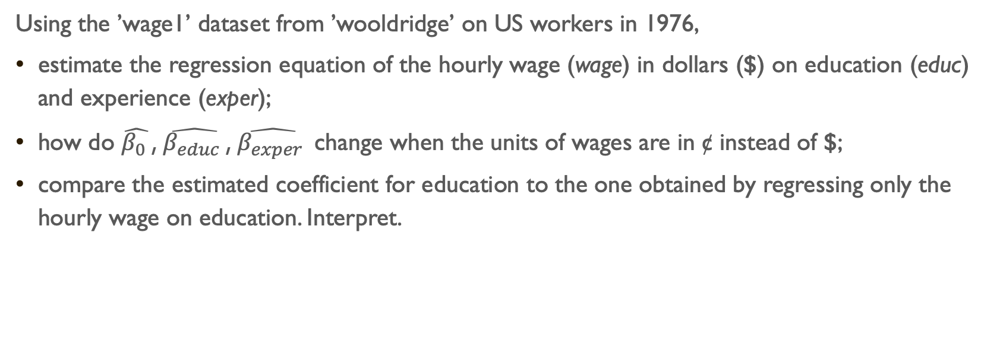 Using the ’wage1’ dataset from ’wooldridge’ on US workers in 1976,
• estimate the regression equation of the hourly wage (wage) in dollars ($) on education (educ)
and experience (exper);
• how do $\widehat{\beta_0}$ , $\widehat{\beta_{educ}}$ , $\widehat{\beta_{exper}}$ change when the units of wages are in ¢ instead of $;
• compare the estimated coefficient for education to the one obtained by regressing only the
hourly wage on education. Interpret.